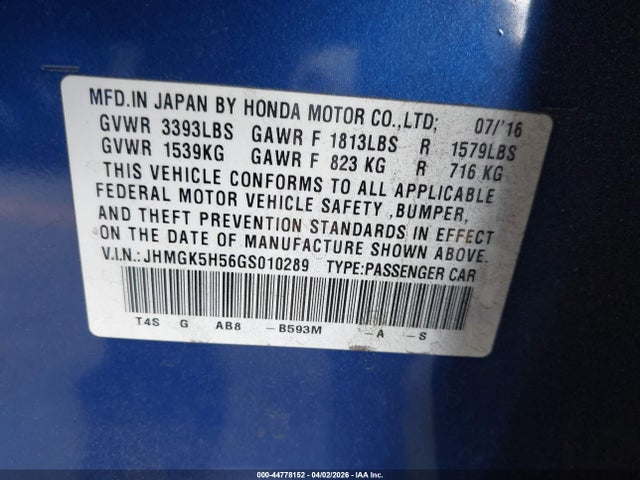 MFD.IN JAPAN BY HONDA MOTOR CO.,LTD; 07/'16
GVWR 3393LBS GAWR F 1813LBS R 1579LBS
GVWR 1539KG GAWR F 823 KG R 716 KG
THIS VEHICLE CONFORMS TO ALL APPLICABLE
FEDERAL MOTOR VEHICLE SAFETY ,BUMPER,
AND THEFT PREVENTION STANDARDS IN EFFECT
ON THE DATE OF MANUFACTURE SHOWN ABOVE.
V.I.N.: JHMGK5H56GS010289 TYPE:PASSENGER CAR
T4S G AB8 -B593M -A -S
000-44778152 - 04/02/2026 - IAA Inc.